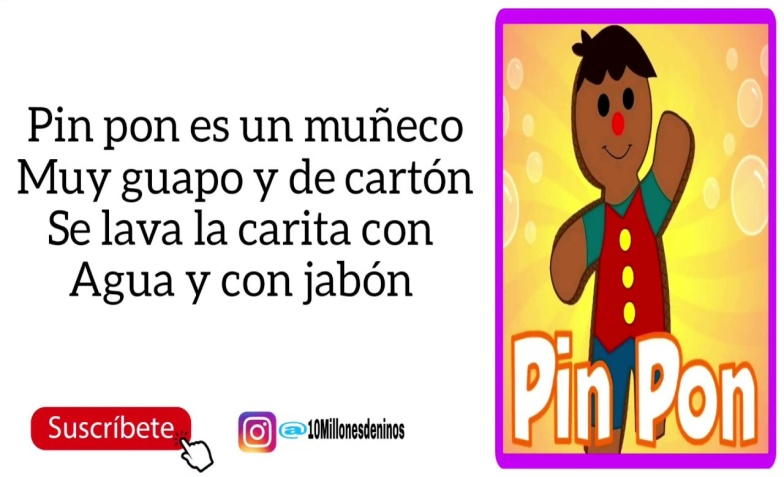 Pin pon es un muñeco
Muy guapo y de cartón
Se lava la carita con
Agua y con jabón
Pin Pon
Suscríbete
@10Millonesdeninos